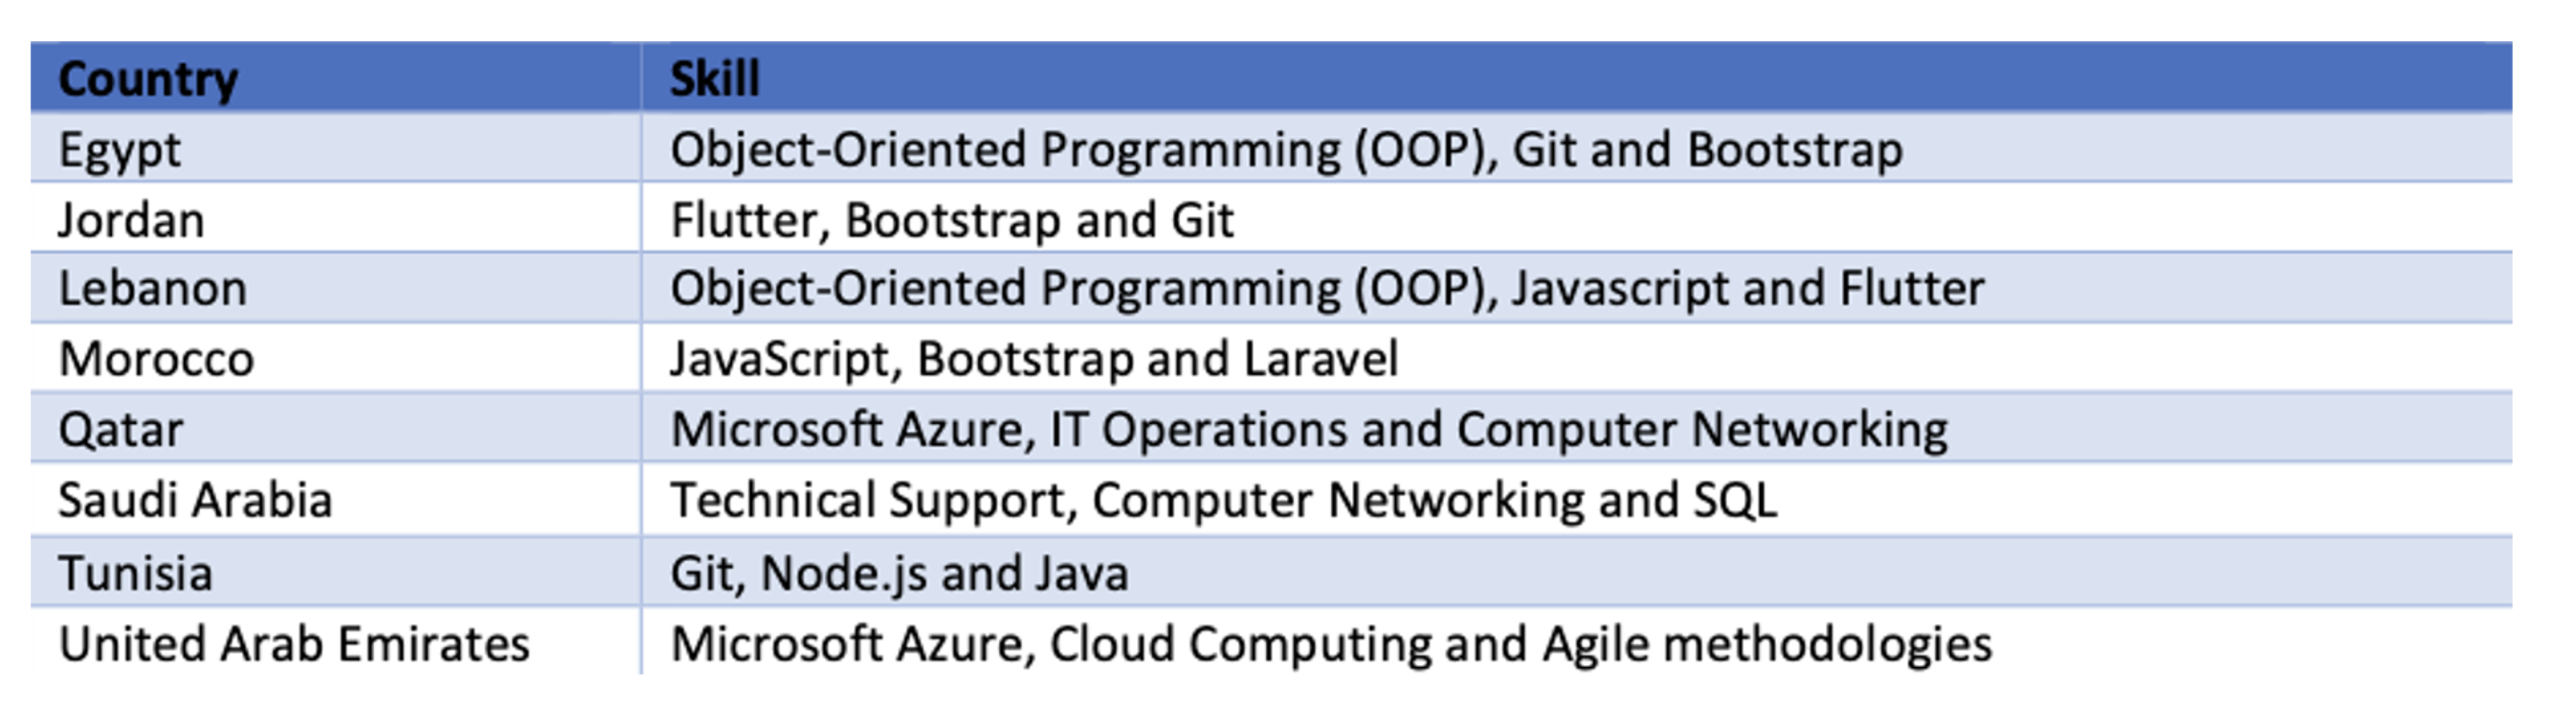 Country Skill
Egypt Object-Oriented Programming (OOP), Git and Bootstrap
Jordan Flutter, Bootstrap and Git
Lebanon Object-Oriented Programming (OOP), Javascript and Flutter
Morocco JavaScript, Bootstrap and Laravel
Qatar Microsoft Azure, IT Operations and Computer Networking
Saudi Arabia Technical Support, Computer Networking and SQL
Tunisia Git, Node.js and Java
United Arab Emirates Microsoft Azure, Cloud Computing and Agile methodologies